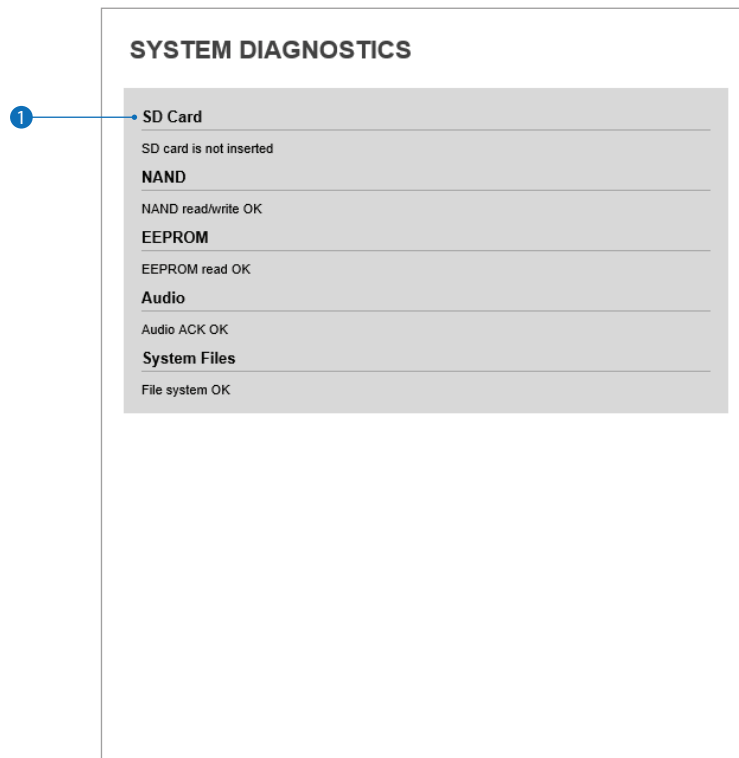 SYSTEM DIAGNOSTICS
1
SD Card
SD card is not inserted
NAND
NAND read/write OK
EEPROM
EEPROM read OK
Audio
Audio ACK OK
System Files
File system OK